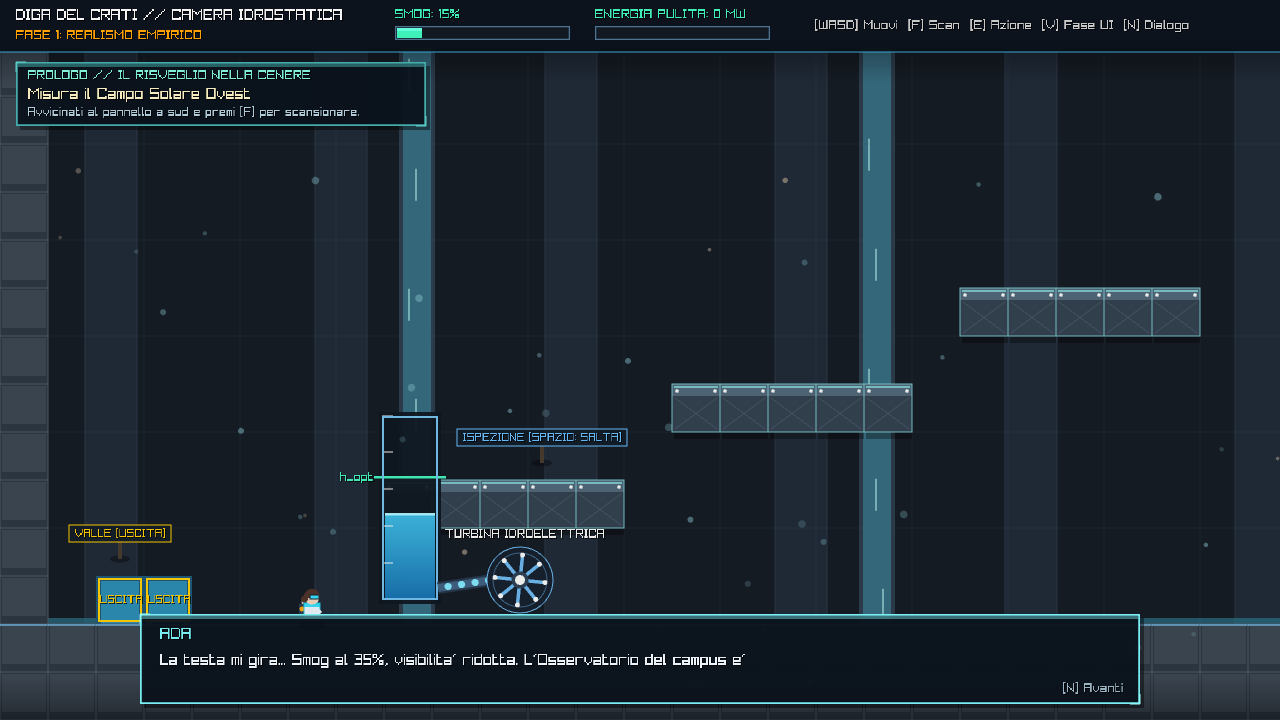 DIGA DEL CRATI // CAMERA IDROSTATICA
FASE 1: REALISMO EMPIRICO
SMOG: 15%
ENERGIA PULITA: 0 MW
[WASD] Muovi [F] Scan [E] Azione [V] Fase UI [N] Dialogo
PROLOGO // IL RISVEGLIO NELLA CENERE
Misura il Campo Solare Ovest
Avvicinati al pannello a sud e premi [F] per scansionare.
ISPEZIONE [SPAZIO: SALTA]
h_opt
TURBINA IDROELETTRICA
VALLE [USCITA]
USCITA USCITA
ADA
La testa mi gira... Smog al 35%, visibilita' ridotta. L'Osservatorio del campus e'
[N] Avanti